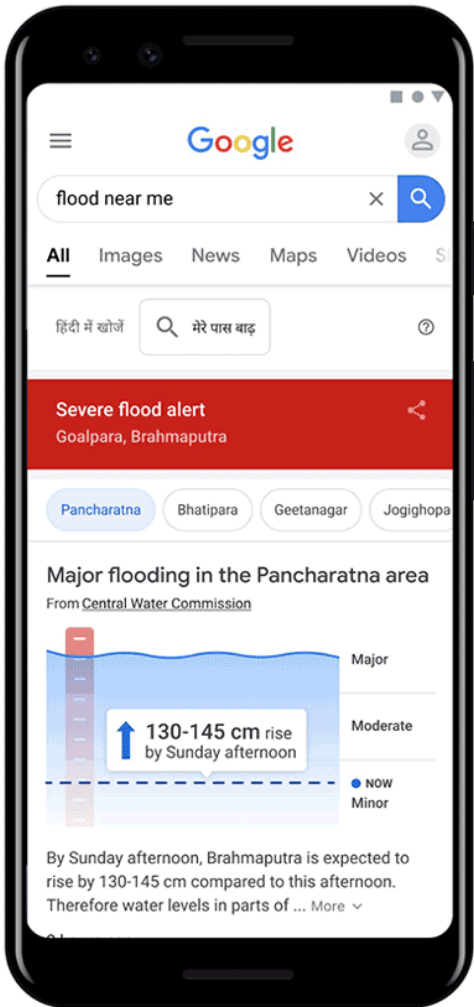 Google
flood near me
All Images News Maps Videos
हिंदी में खोजें मेरे पास बाढ़
Severe flood alert
Goalpara, Brahmaputra
Pancharatna Bhatipara Geetanagar Jogighopa
Major flooding in the Pancharatna area
From Central Water Commission
Major
130-145 cm rise
by Sunday afternoon
Moderate
NOW
Minor
By Sunday afternoon, Brahmaputra is expected to
rise by 130-145 cm compared to this afternoon.
Therefore water levels in parts of ... More